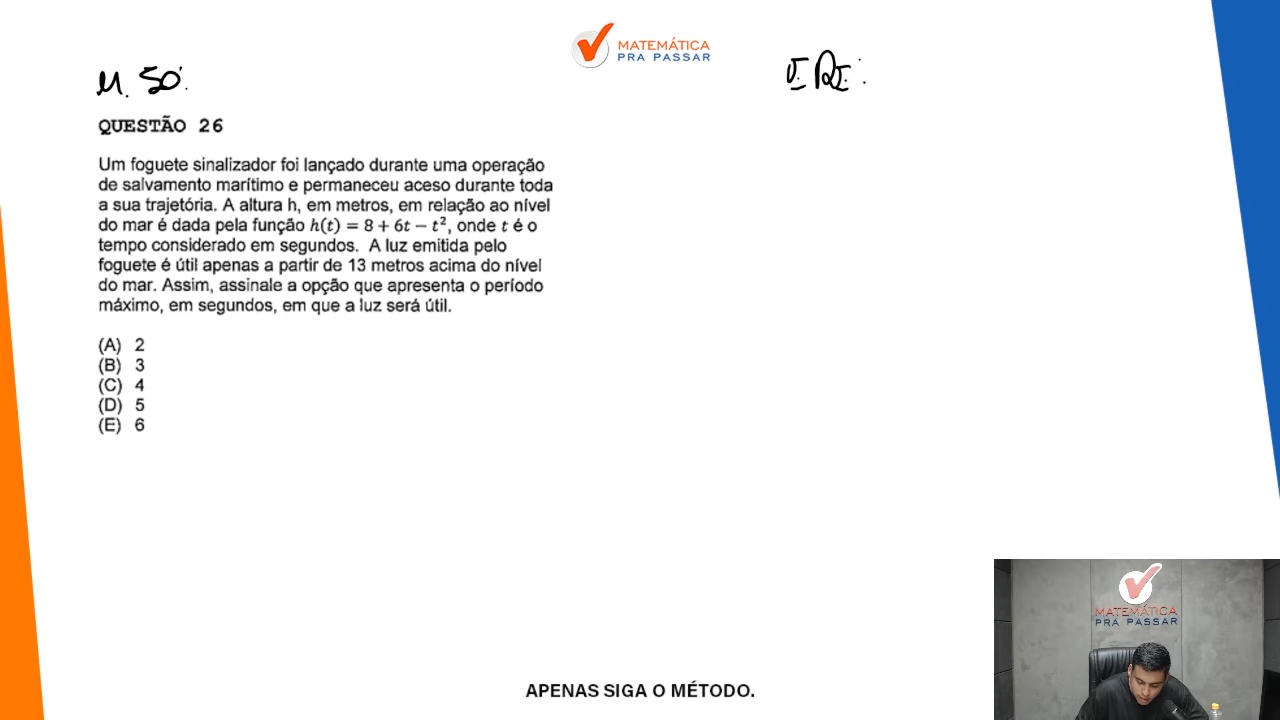 MATEMÁTICA
PRA PASSAR
QUESTÃO 26
Um foguete sinalizador foi lançado durante uma operação
de salvamento marítimo e permaneceu aceso durante toda
a sua trajetória. A altura h, em metros, em relação ao nível
do mar é dada pela função h(t) = 8 + 6t − t², onde t é o
tempo considerado em segundos. A luz emitida pelo
foguete é útil apenas a partir de 13 metros acima do nível
do mar. Assim, assinale a opção que apresenta o período
máximo, em segundos, em que a luz será útil.
(A) 2
(B) 3
(C) 4
(D) 5
(E) 6
MATEMÁTICA
PRA PASSAR
APENAS SIGA O MÉTODO.